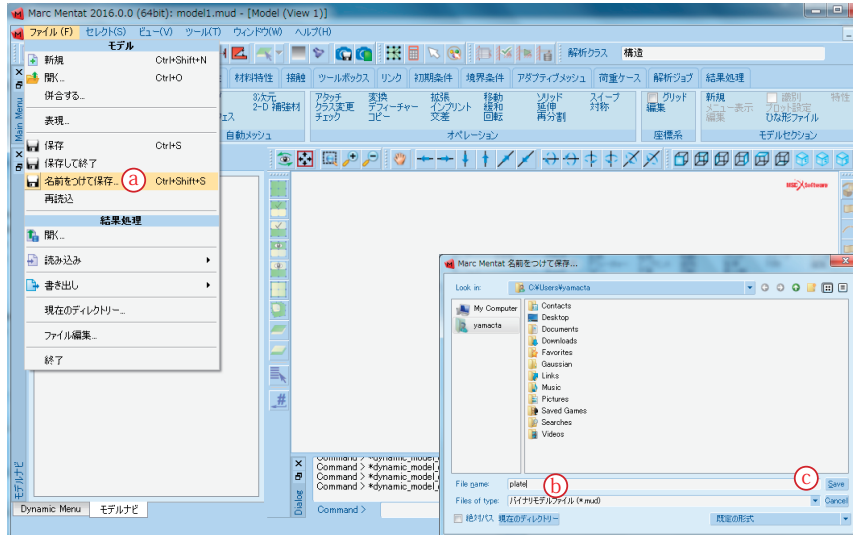 Marc Mentat 2016.0.0 (64bit): model1.mud - [Model (View 1)]
ファイル(F) セレクト(S) ビュー(V) ツール(T) ウィンドウ(W) ヘルプ(H)
モデル
新規 Ctrl+Shift+N
開く... Ctrl+O
併合する...
表現...
保存 Ctrl+S
保存して終了
名前をつけて保存... Ctrl+Shift+S
a
再読込
結果処理
開く...
読み込み
書き出し
現在のディレクトリー...
ファイル編集...
終了
解析クラス 構造
材料特性 接触 ツールボックス リンク 初期条件 境界条件 アダプティブメッシュ 荷重ケース 解析ジョブ 結果処理
3次元 アタッチ 変換 拡張 移動 ソリッド スイープ グリッド 新規 識別 特性
2-D 補強材 クラス変更 デフィーチャー インプリント 緩和 延伸 対称 編集 メニュー表示 プロット設定
ェス チェック コピー 交差 回転 再分割 編集 ひな形ファイル
自動メッシュ オペレーション 座標系 モデルセクション
Main Menu
モデルナビ
MSC Software
Marc Mentat 名前をつけて保存...
Look in: C:¥Users¥yamacta
My Computer
yamacta
Contacts
Desktop
Documents
Downloads
Favorites
Gaussian
Links
Music
Pictures
Saved Games
Searches
Videos
File name: plate
b
c
Save
Files of type: バイナリモデルファイル (*.mud)
Cancel
絶対パス 現在のディレクトリー 既定の形式
Command > *dynamic_model_
Command > *dynamic_model_
Command > *dynamic_model_
Command > *dynamic_model_
Command >
Dialog
Dynamic Menu モデルナビ